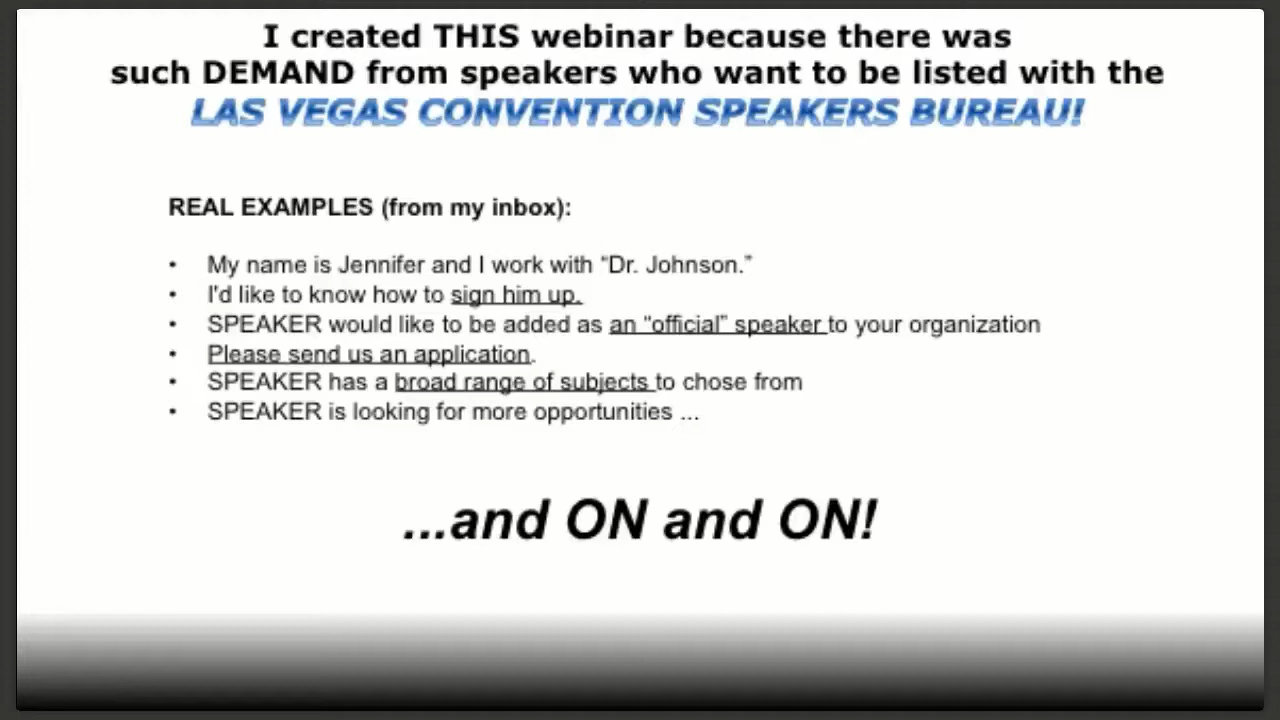 I created THIS webinar because there was
such DEMAND from speakers who want to be listed with the
LAS VEGAS CONVENTION SPEAKERS BUREAU!
REAL EXAMPLES (from my inbox):
• My name is Jennifer and I work with “Dr. Johnson.”
• I'd like to know how to sign him up.
• SPEAKER would like to be added as an “official” speaker to your organization
• Please send us an application.
• SPEAKER has a broad range of subjects to chose from
• SPEAKER is looking for more opportunities ...
...and ON and ON!